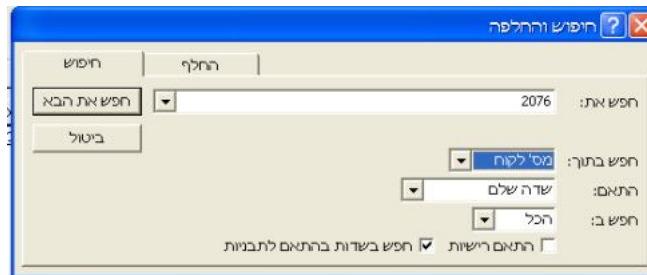 חיפוש והחלפה
חיפוש
החלף
חפש את: 2076
חפש את הבא
ביטול
חפש בתוך: מס' לקוח
התאם: שדה שלם
חפש ב: הכל
התאם רישיות חפש בשדות בהתאם לתבניות